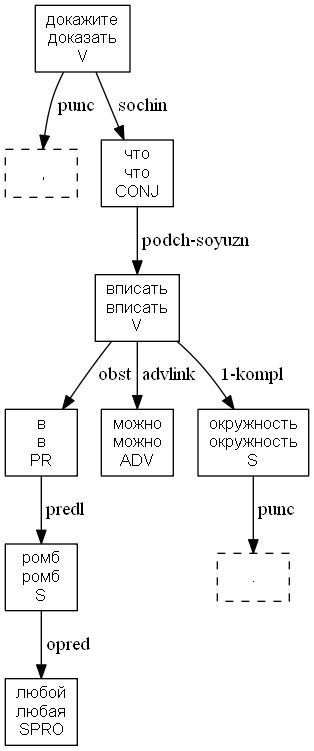 докажите
доказать
V
punc
sochin
,
что
что
CONJ
podch-soyuzn
вписать
вписать
V
obst
advlink
1-kompl
в
в
PR
можно
можно
ADV
окружность
окружность
S
predl
punc
ромб
ромб
S
.
opred
любой
любая
SPRO